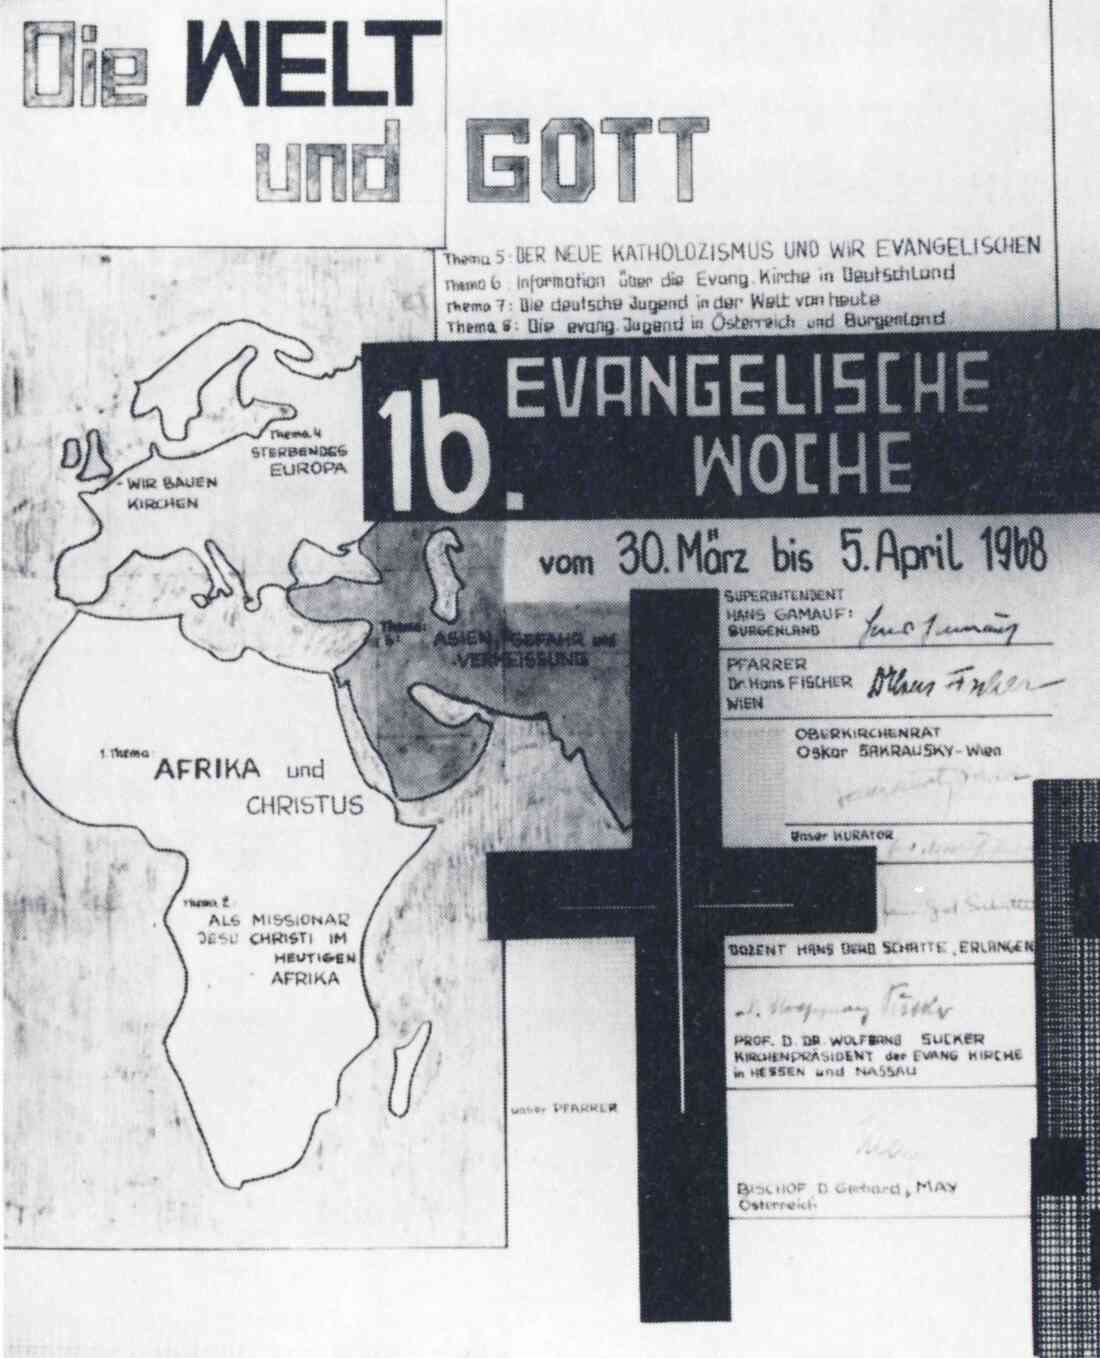 Die WELT
und GOTT
Thema 5: DER NEUE KATHOLOZISMUS UND WIR EVANGELISCHEN
Thema 6: Information über die Evang. Kirche in Deutschland
Thema 7: Die deutsche Jugend in der Welt von heute
Thema 8: Die evang. Jugend in Österreich und Burgenland
16. EVANGELISCHE
WOCHE
vom 30. März bis 5. April 1968
Thema 4
STERBENDES
EUROPA
- WIR BAUEN
KIRCHEN
Thema:
ASIEN, GEFAHR und
-VERHEISSUNG
1. Thema:
AFRIKA und
CHRISTUS
Thema 2:
ALS MISSIONAR
JESU CHRISTI IM
HEUTIGEN
AFRIKA
SUPERINTENDENT
HANS GAMAUF:
BURGENLAND
PFARRER
Dr. Hans FISCHER
WIEN
OBERKIRCHENRAT
Oskar SAKRAUSKY - Wien
Unser KURATOR
DOZENT HANS GERD SCHÜTTE, ERLANGEN
PROF. D. DR. WOLFGANG SUCKER
KIRCHENPRÄSIDENT der EVANG KIRCHE
in HESSEN und NASSAU
unser PFARRER
BISCHOF D. Gerhard, MAY
Österreich